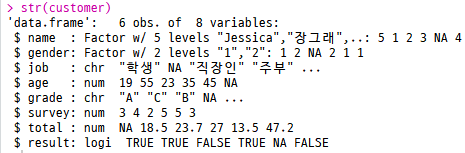 > str(customer)
'data.frame':   6 obs. of  8 variables:
 $ name  : Factor w/ 5 levels "Jessica","장그래",..: 5 1 2 3 NA 4
 $ gender: Factor w/ 2 levels "1","2": 1 2 NA 2 1 1
 $ job   : chr  "학생" NA "직장인" "주부" ...
 $ age   : num  19 55 23 35 45 NA
 $ grade : chr  "A" "C" "B" NA ...
 $ survey: num  3 4 2 5 5 3
 $ total : num  NA 18.5 23.7 27 13.5 47.2
 $ result: logi  TRUE TRUE FALSE TRUE NA FALSE